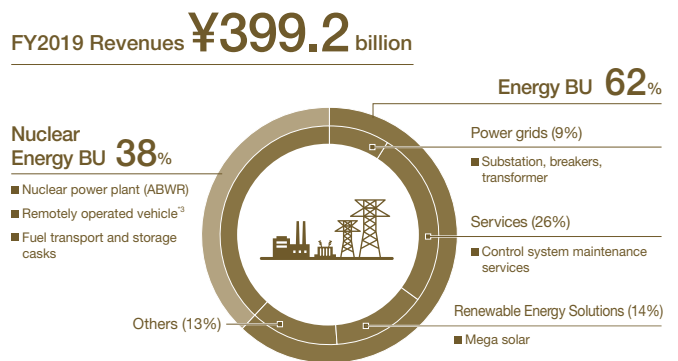 FY2019 Revenues ¥399.2 billion
Energy BU 62%
Power grids (9%)
■ Substation, breakers,
transformer
Services (26%)
■ Control system maintenance
services
Renewable Energy Solutions (14%)
■ Mega solar
Others (13%)
Nuclear
Energy BU 38%
■ Nuclear power plant (ABWR)
■ Remotely operated vehicle*3
■ Fuel transport and storage
casks